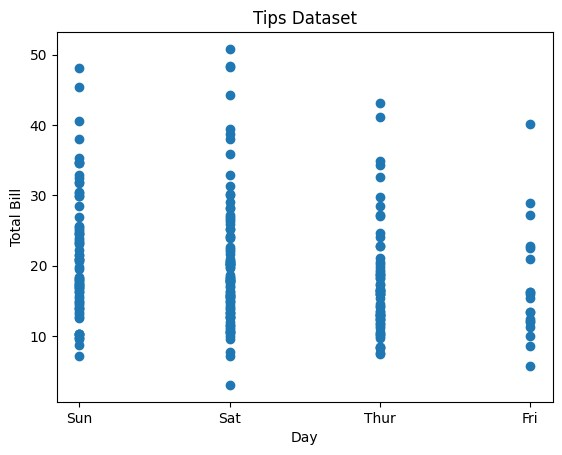 Tips Dataset
50
40
30
20
10
Total Bill
Sun Sat Thur Fri
Day